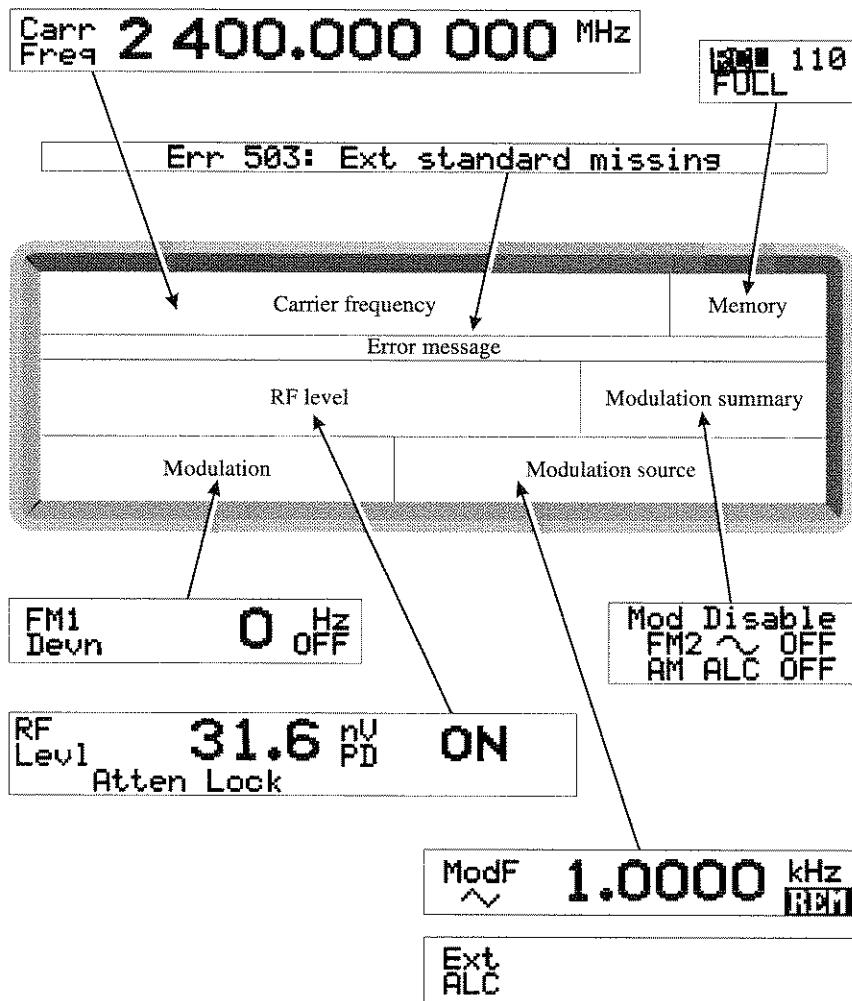 Carr Freq 2 400.000 000 MHz
110
FULL
Err 503: Ext standard missing
Carrier frequency
Memory
Error message
RF level
Modulation summary
Modulation
Modulation source
FM1 Devn 0 Hz OFF
Mod Disable
FM2 OFF
AM ALC OFF
RF Levl 31.6 nV PD ON
Atten Lock
ModF 1.0000 kHz
REM
Ext
ALC